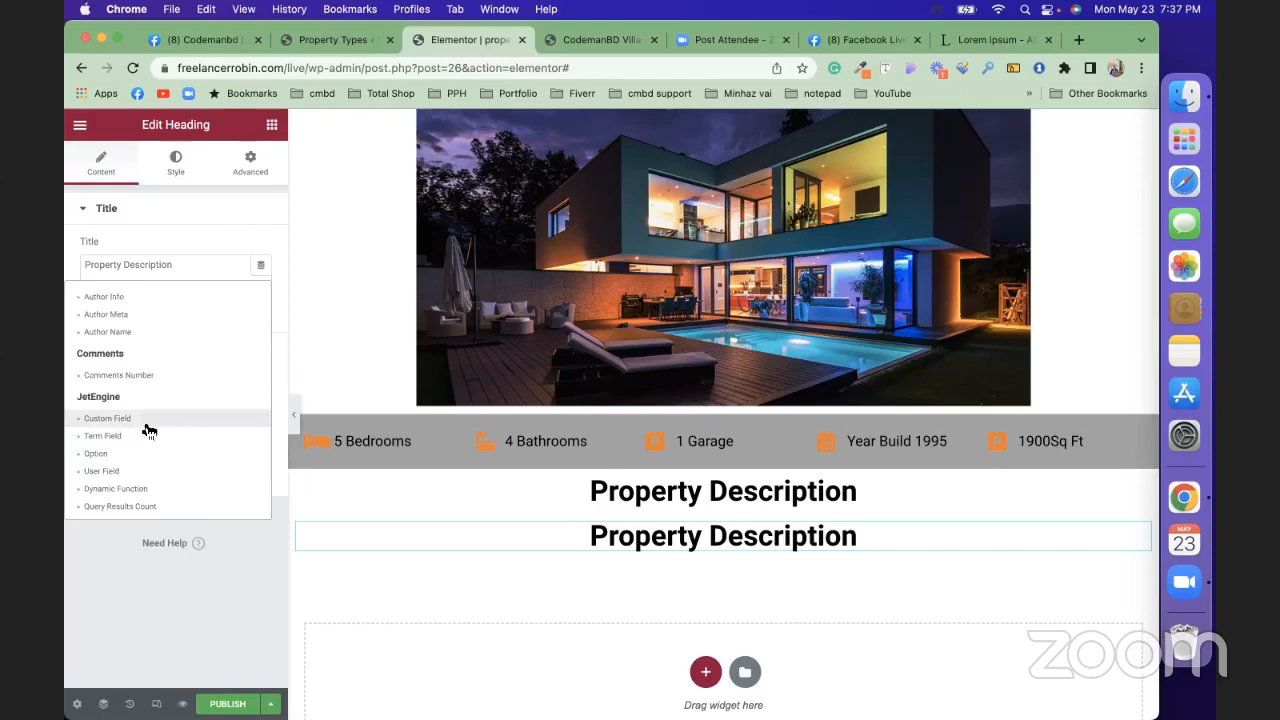 Chrome File Edit View History Bookmarks Profiles Tab Window Help Mon May 23 7:37 PM
(8) Codemanbd | Property Types ‹ Elementor | prope CodemanBD Villa Post Attendee - Z (8) Facebook Live Lorem Ipsum - Al
freelancerrobin.com/live/wp-admin/post.php?post=26&action=elementor#
Apps Bookmarks cmbd Total Shop PPH Portfolio Fiverr cmbd support Minhaz vai notepad YouTube » Other Bookmarks
Edit Heading
Content Style Advanced
Title
Title
Property Description
Author Info
Author Meta
Author Name
Comments
Comments Number
JetEngine
Custom Field
Term Field
Option
User Field
Dynamic Function
Query Results Count
Need Help ?
PUBLISH
5 Bedrooms 4 Bathrooms 1 Garage Year Build 1995 1900Sq Ft
Property Description
Property Description
Drag widget here
MAY
23
zoom